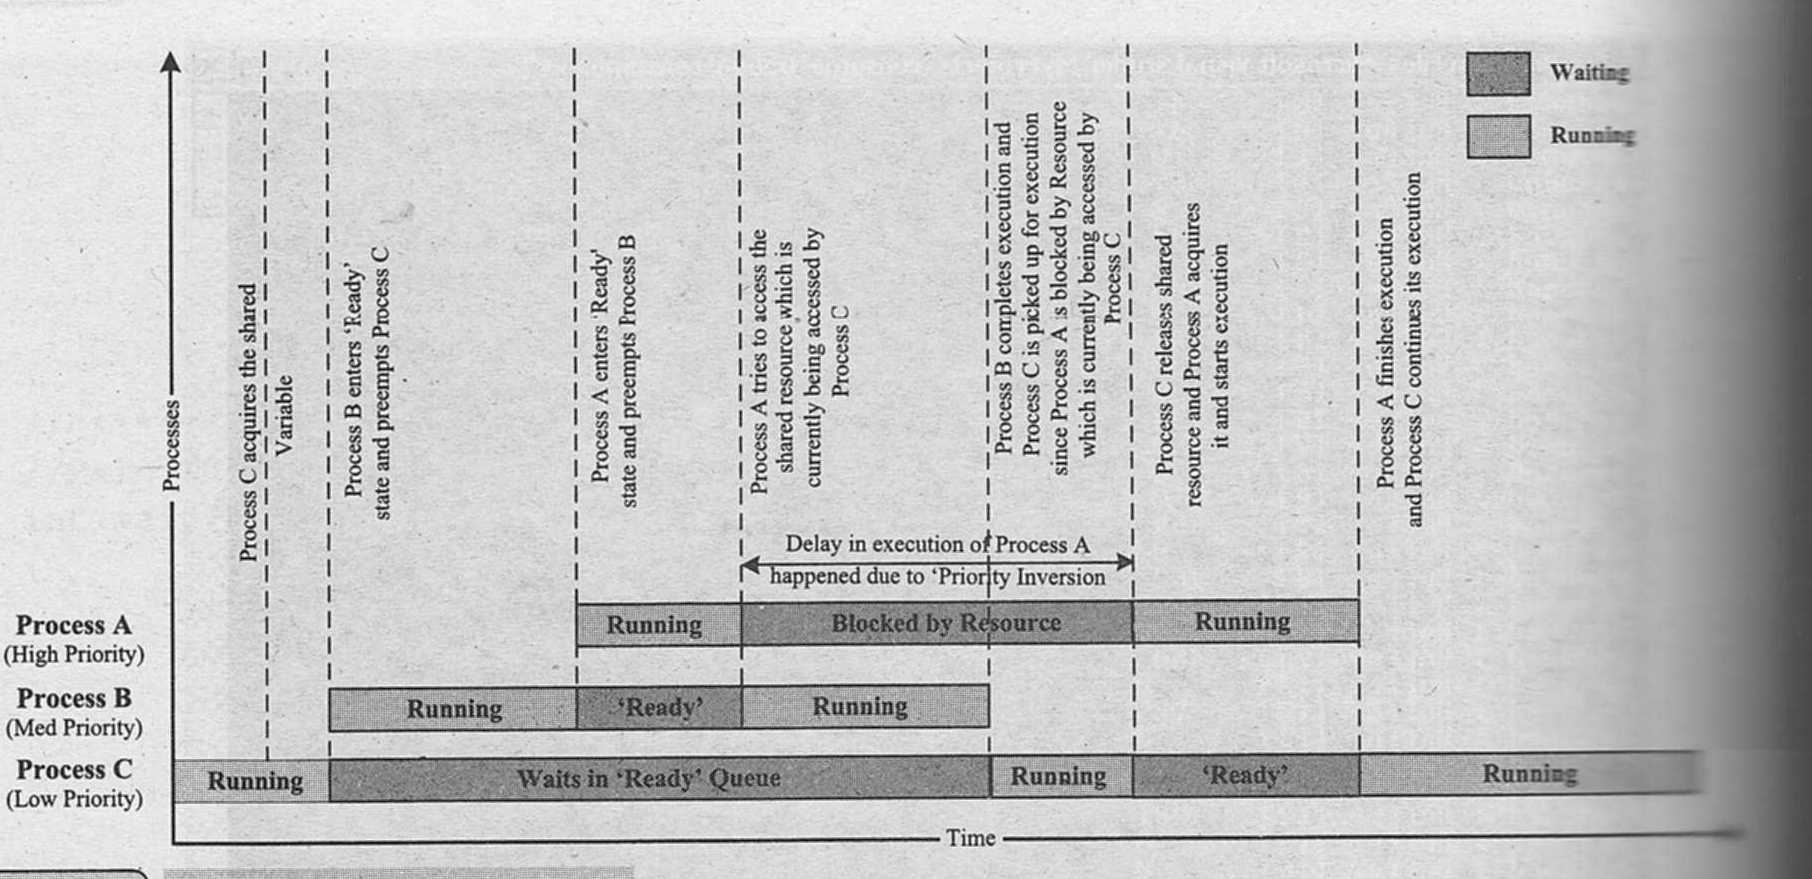 Waiting
Running
Processes
Process C acquires the shared
Variable
Process B enters ‘Ready’
state and preempts Process C
Process A enters ‘Ready’
state and preempts Process B
Process A tries to access the
shared resource which is
currently being accessed by
Process C
Process B completes execution and
Process C is picked up for execution
since Process A is blocked by Resource
which is currently being accessed by
Process C
Process C releases shared
resource and Process A acquires
it and starts execution
Process A finishes execution
and Process C continues its execution
Delay in execution of Process A
happened due to ‘Priority Inversion
Process A
(High Priority)
Running
Blocked by Resource
Running
Process B
(Med Priority)
Running
‘Ready’
Running
Process C
(Low Priority)
Running
Waits in ‘Ready’ Queue
Running
‘Ready’
Running
Time